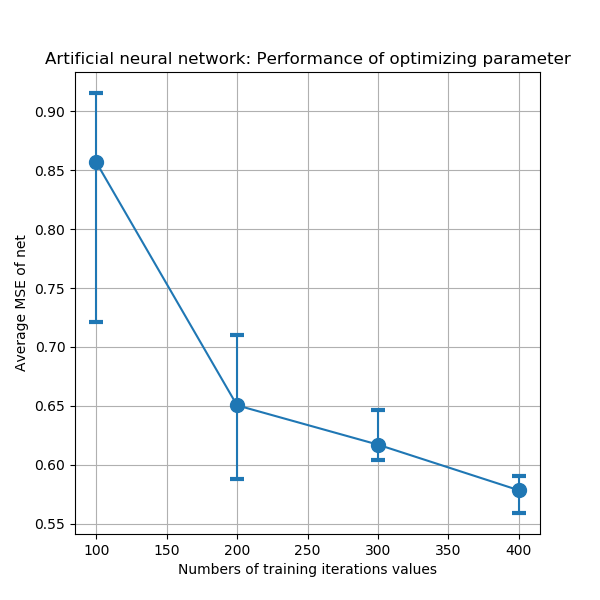 Artificial neural network: Performance of optimizing parameter
0.90
0.85
0.80
0.75
0.70
0.65
0.60
0.55
Average MSE of net
100 150 200 250 300 350 400
Numbers of training iterations values